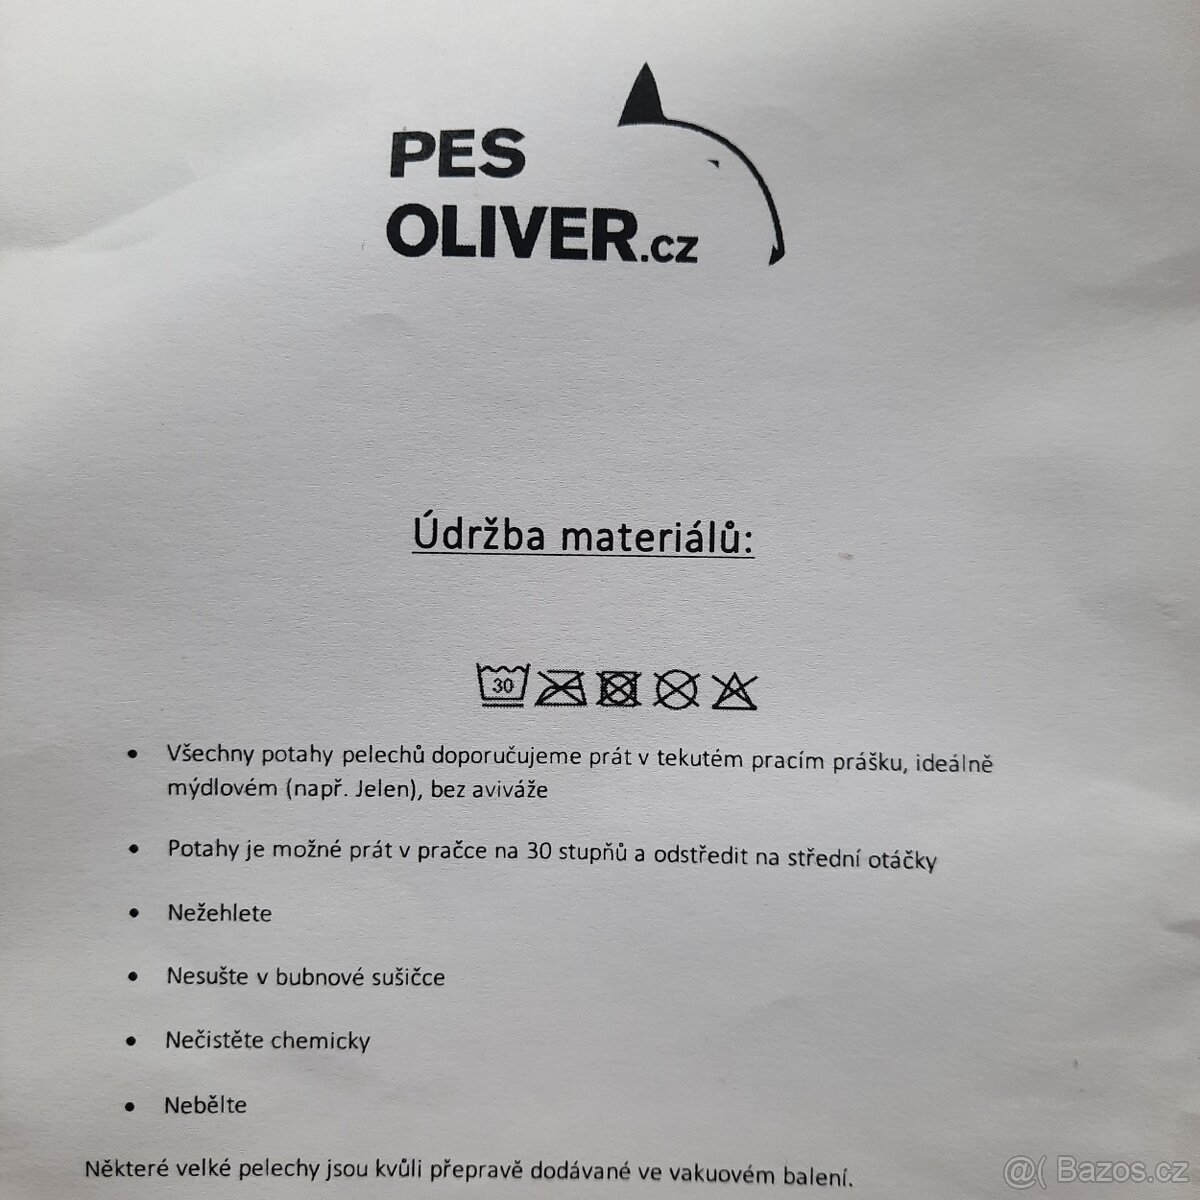 PES
OLIVER.cz
Údržba materiálů:
30
• Všechny potahy pelechů doporučujeme prát v tekutém pracím prášku, ideálně
mýdlovém (např. Jelen), bez aviváže
• Potahy je možné prát v pračce na 30 stupňů a odstředit na střední otáčky
• Nežehlete
• Nesušte v bubnové sušičce
• Nečistěte chemicky
• Nebělte
Některé velké pelechy jsou kvůli přepravě dodávané ve vakuovém balení.
@( Bazos.cz